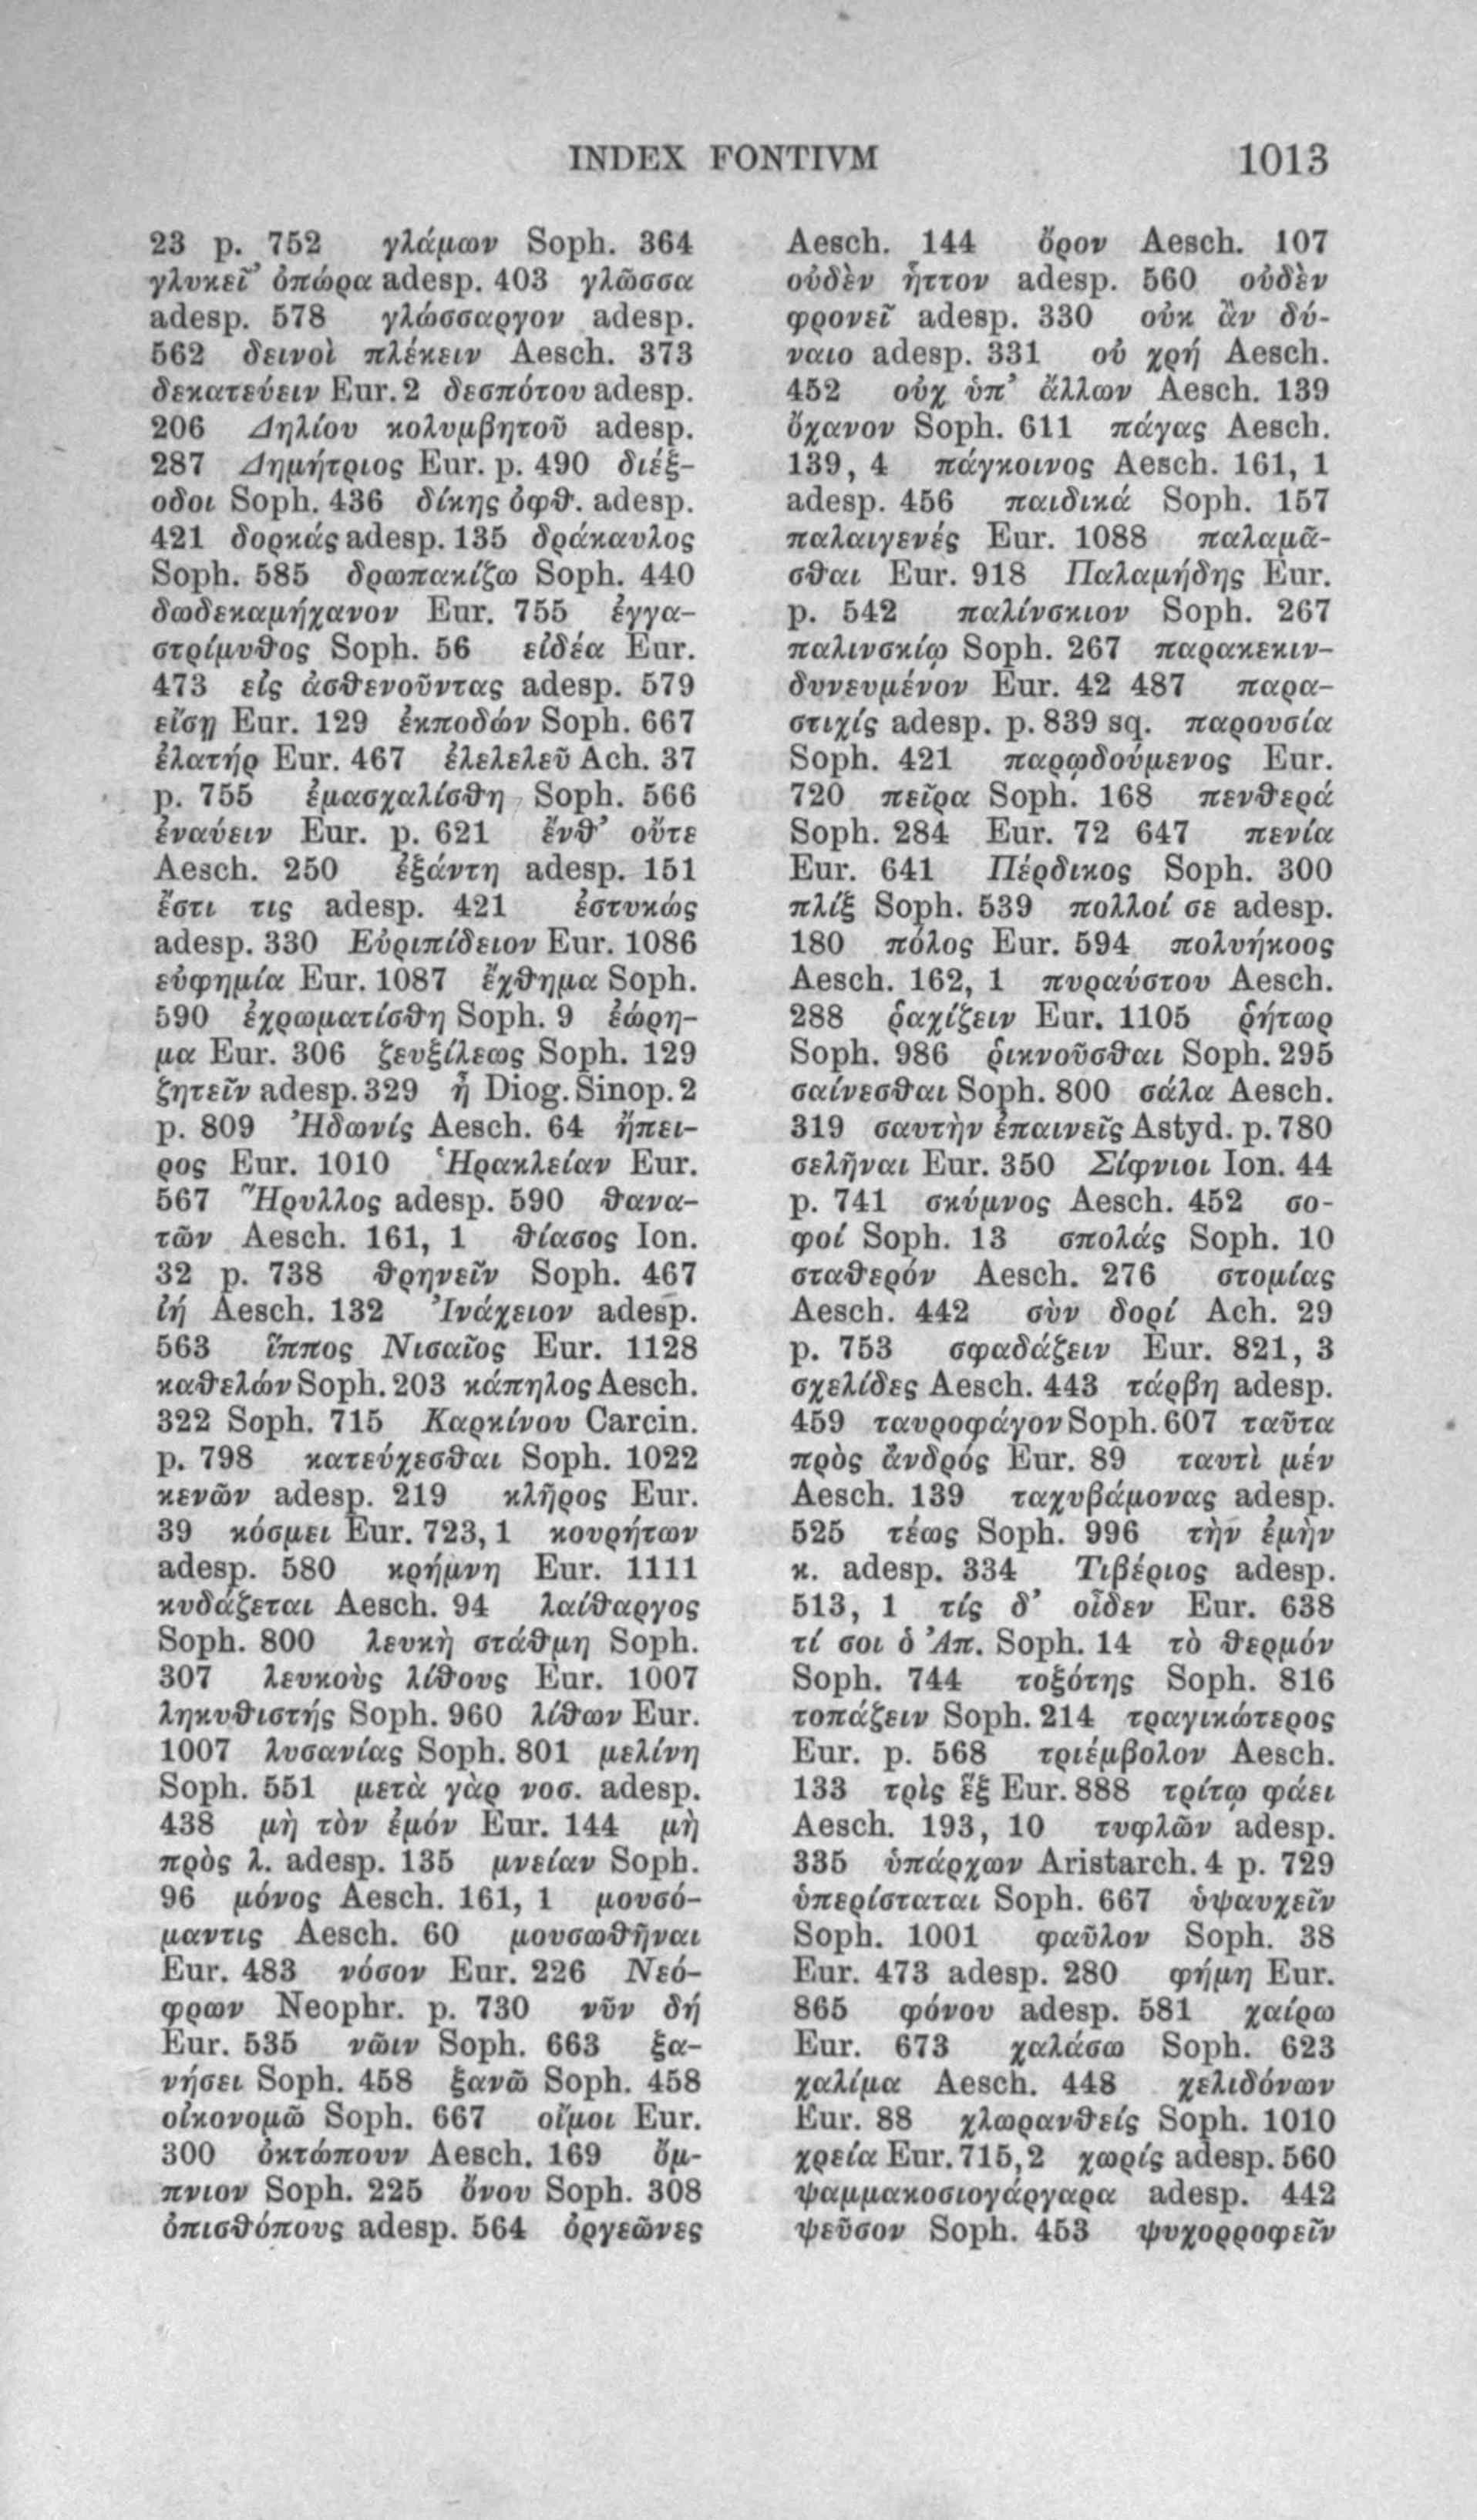 INDEX FONTIVM 1013
23 p. 752 γλάμων Soph. 364
γλυκεῖ' ὀπώρα adesp. 403 γλῶσσα
adesp. 578 γλώσσαργον adesp.
562 δεινοὶ πλέκειν Aesch. 373
δεκατεύειν Eur. 2 δεσπότου adesp.
206 Δηλίου κολυμβητοῦ adesp.
287 Δημήτριος Eur. p. 490 διέξ-
οδοι Soph. 436 δίκης ὀφθ. adesp.
421 δορκάς adesp. 135 δράκαυλος
Soph. 585 δρωπακίζω Soph. 440
δωδεκαμήχανον Eur. 755 ἐγγα-
στρίμυθος Soph. 56 εἰδέα Eur.
473 εἰς ἀσθενοῦντας adesp. 579
εἴσῃ Eur. 129 ἐκποδών Soph. 667
ἐλατήρ Eur. 467 ἐλελελεῦ Ach. 37
p. 755 ἐμασχαλίσθη Soph. 566
ἐναύειν Eur. p. 621 ἔνθ' οὔτε
Aesch. 250 ἐξάντη adesp. 151
ἔστι τις adesp. 421 ἐστυκώς
adesp. 330 Εὐριπίδειον Eur. 1086
εὐφημία Eur. 1087 ἔχθημα Soph.
590 ἐχρωματίσθη Soph. 9 ἐώρη-
μα Eur. 306 ζευξίλεως Soph. 129
ζητεῖν adesp. 329 ἦ Diog. Sinop. 2
p. 809 Ἠδωνίς Aesch. 64 ἤπει-
ρος Eur. 1010 Ἡρακλείαν Eur.
567 Ἤρυλλος adesp. 590 θανα-
τῶν Aesch. 161, 1 θίασος Ion.
32 p. 738 θρηνεῖν Soph. 467
ἰή Aesch. 132 Ἰνάχειον adesp.
563 ἵππος Νισαῖος Eur. 1128
καθελών Soph. 203 κάπηλος Aesch.
322 Soph. 715 Καρκίνου Carcin.
p. 798 κατεύχεσθαι Soph. 1022
κενῶν adesp. 219 κλῆρος Eur.
39 κόσμει Eur. 723, 1 κουρήτων
adesp. 580 κρήμνη Eur. 1111
κυδάζεται Aesch. 94 λαίθαργος
Soph. 800 λευκὴ στάθμη Soph.
307 λευκοὺς λίθους Eur. 1007
ληκυθιστής Soph. 960 λίθων Eur.
1007 λυσανίας Soph. 801 μελίνη
Soph. 551 μετὰ γὰρ νοσ. adesp.
438 μὴ τὸν ἐμόν Eur. 144 μὴ
πρὸς λ. adesp. 135 μνείαν Soph.
96 μόνος Aesch. 161, 1 μουσό-
μαντις Aesch. 60 μουσωθῆναι
Eur. 483 νόσον Eur. 226 Νεό-
φρων Neophr. p. 730 νῦν δή
Eur. 535 νῶιν Soph. 663 ξα-
νήσει Soph. 458 ξανῶ Soph. 458
οἰκονομῶ Soph. 667 οἴμοι Eur.
300 ὀκτώπουν Aesch. 169 ὄμ-
πνιον Soph. 225 ὄνου Soph. 308
ὀπισθόπους adesp. 564 ὀργεῶνες
Aesch. 144 ὅρον Aesch. 107
οὐδὲν ἧττον adesp. 560 οὐδὲν
φρονεῖ adesp. 330 οὐκ ἂν δύ-
ναιο adesp. 331 οὐ χρή Aesch.
452 οὐχ ὑπ' ἄλλων Aesch. 139
ὄχανον Soph. 611 πάγας Aesch.
139, 4 πάγκοινος Aesch. 161, 1
adesp. 456 παιδικά Soph. 157
παλαιγενές Eur. 1088 παλαμᾶ-
σθαι Eur. 918 Παλαμήδης Eur.
p. 542 παλίνσκιον Soph. 267
παλινσκίῳ Soph. 267 παρακεκιν-
δυνευμένον Eur. 42 487 παρα-
στιχίς adesp. p. 839 sq. παρουσία
Soph. 421 παρῳδούμενος Eur.
720 πεῖρα Soph. 168 πενθερά
Soph. 284 Eur. 72 647 πενία
Eur. 641 Πέρδικος Soph. 300
πλίξ Soph. 539 πολλοί σε adesp.
180 πόλος Eur. 594 πολυήκοος
Aesch. 162, 1 πυραύστου Aesch.
288 ῥαχίζειν Eur. 1105 ῥήτωρ
Soph. 986 ῥικνοῦσθαι Soph. 295
σαίνεσθαι Soph. 800 σάλα Aesch.
319 σαυτὴν ἐπαινεῖς Astyd. p. 780
σελῆναι Eur. 350 Σίφνιοι Ion. 44
p. 741 σκύμνος Aesch. 452 σο-
φοί Soph. 13 σπολάς Soph. 10
σταθερόν Aesch. 276 στομίας
Aesch. 442 σὺν δορί Ach. 29
p. 753 σφαδάζειν Eur. 821, 3
σχελίδες Aesch. 443 τάρβη adesp.
459 ταυροφάγον Soph. 607 ταῦτα
πρὸς ἀνδρός Eur. 89 ταυτὶ μέν
Aesch. 139 ταχυβάμονας adesp.
525 τέως Soph. 996 τὴν ἐμὴν
κ. adesp. 334 Τιβέριος adesp.
513, 1 τίς δ' οἶδεν Eur. 638
τί σοι ὁ Ἀπ. Soph. 14 τὸ θερμόν
Soph. 744 τοξότης Soph. 816
τοπάζειν Soph. 214 τραγικώτερος
Eur. p. 568 τριέμβολον Aesch.
133 τρὶς ἕξ Eur. 888 τρίτῳ φάει
Aesch. 193, 10 τυφλῶν adesp.
335 ὑπάρχων Aristarch. 4 p. 729
ὑπερίσταται Soph. 667 ὑψαυχεῖν
Soph. 1001 φαῦλον Soph. 38
Eur. 473 adesp. 280 φήμη Eur.
865 φόνου adesp. 581 χαίρω
Eur. 673 χαλάσω Soph. 623
χαλίμα Aesch. 448 χελιδόνων
Eur. 88 χλωρανθείς Soph. 1010
χρεία Eur. 715, 2 χωρίς adesp. 560
ψαμμακοσιογάργαρα adesp. 442
ψεῦσον Soph. 453 ψυχορροφεῖν